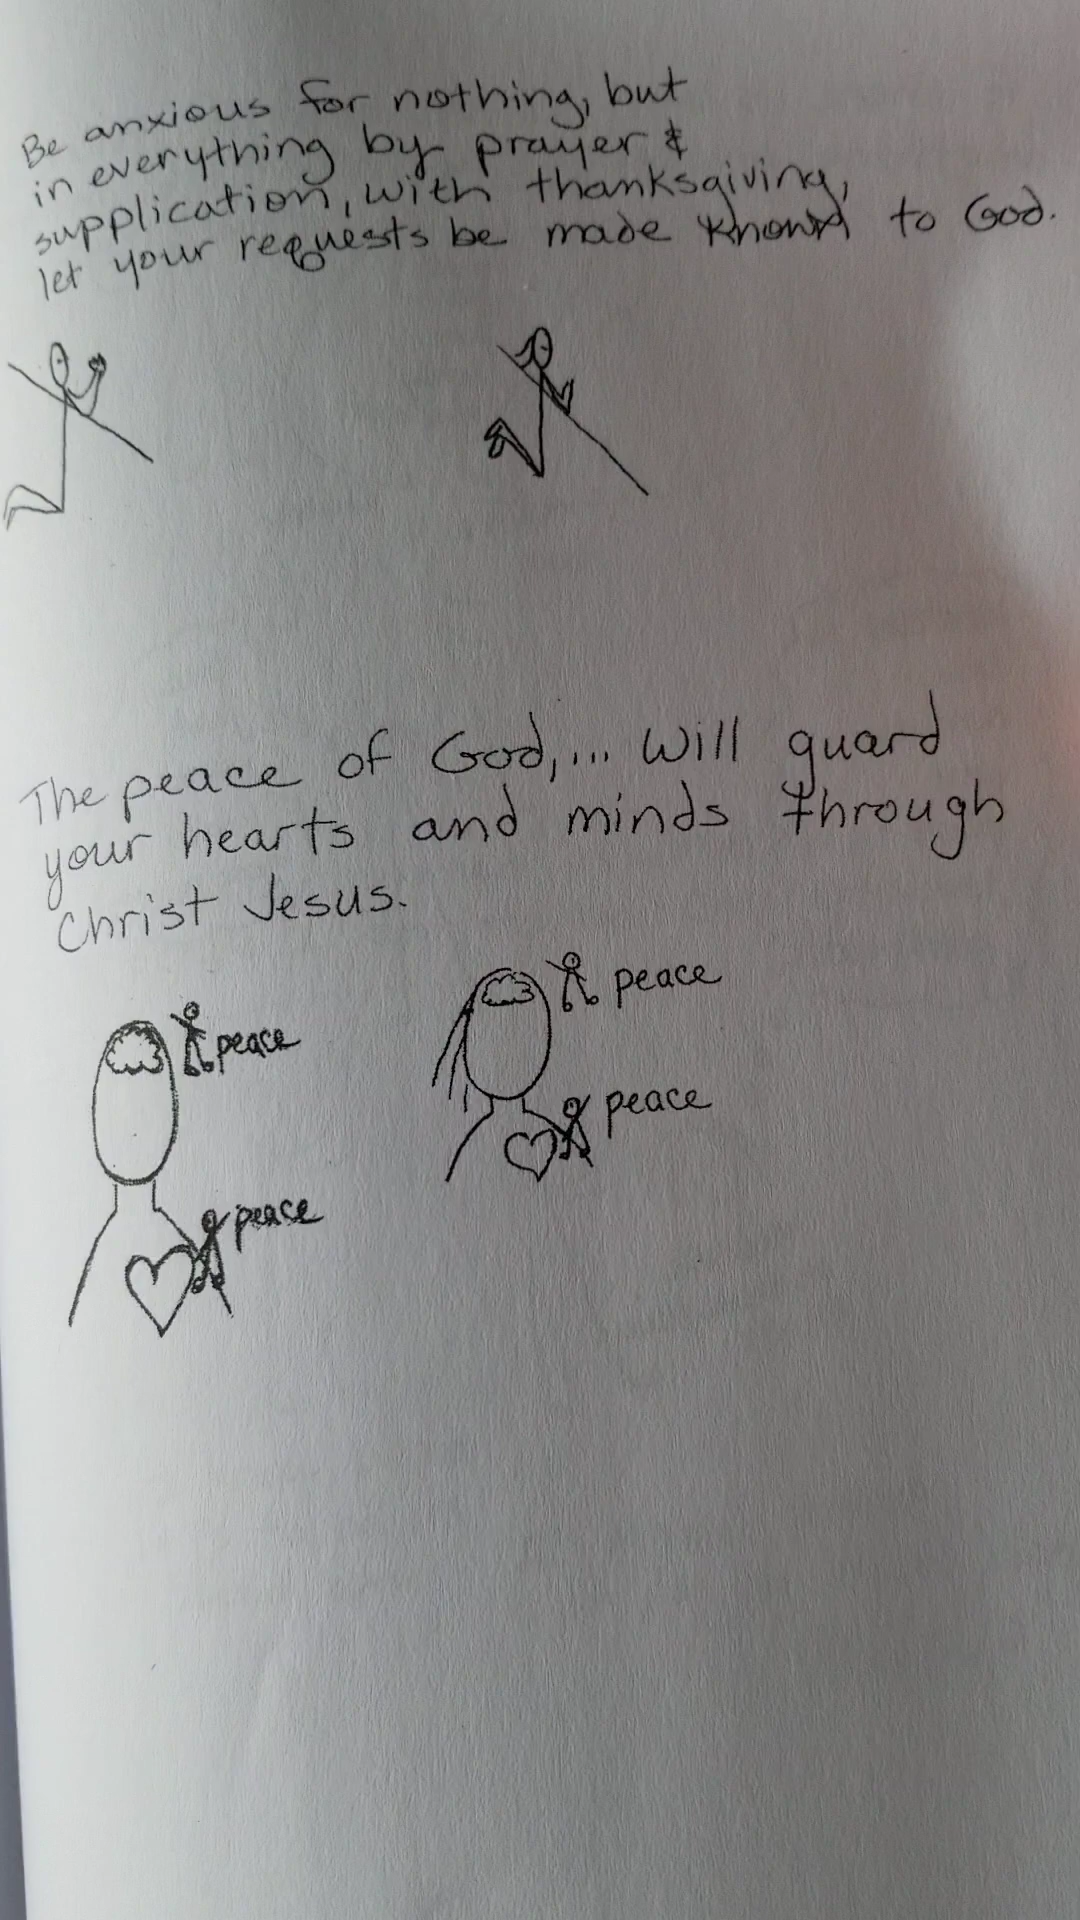 Be anxious for nothing, but
in everything by prayer &
supplication, with thanksgiving,
let your requests be made known to God.
The peace of God,... will guard
your hearts and minds through
Christ Jesus.
peace
peace
peace
peace